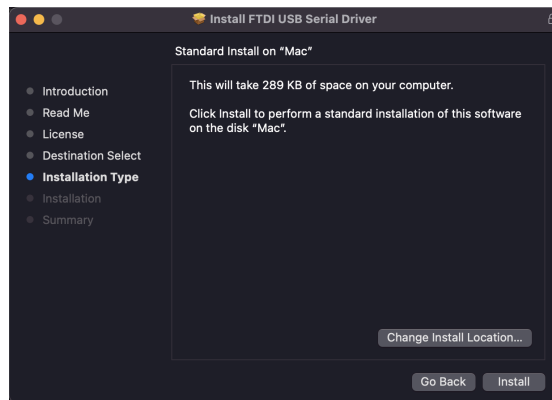 Install FTDI USB Serial Driver
Standard Install on “Mac”
Introduction
Read Me
License
Destination Select
Installation Type
Installation
Summary
This will take 289 KB of space on your computer.
Click Install to perform a standard installation of this software
on the disk “Mac”.
Change Install Location...
Go Back
Install